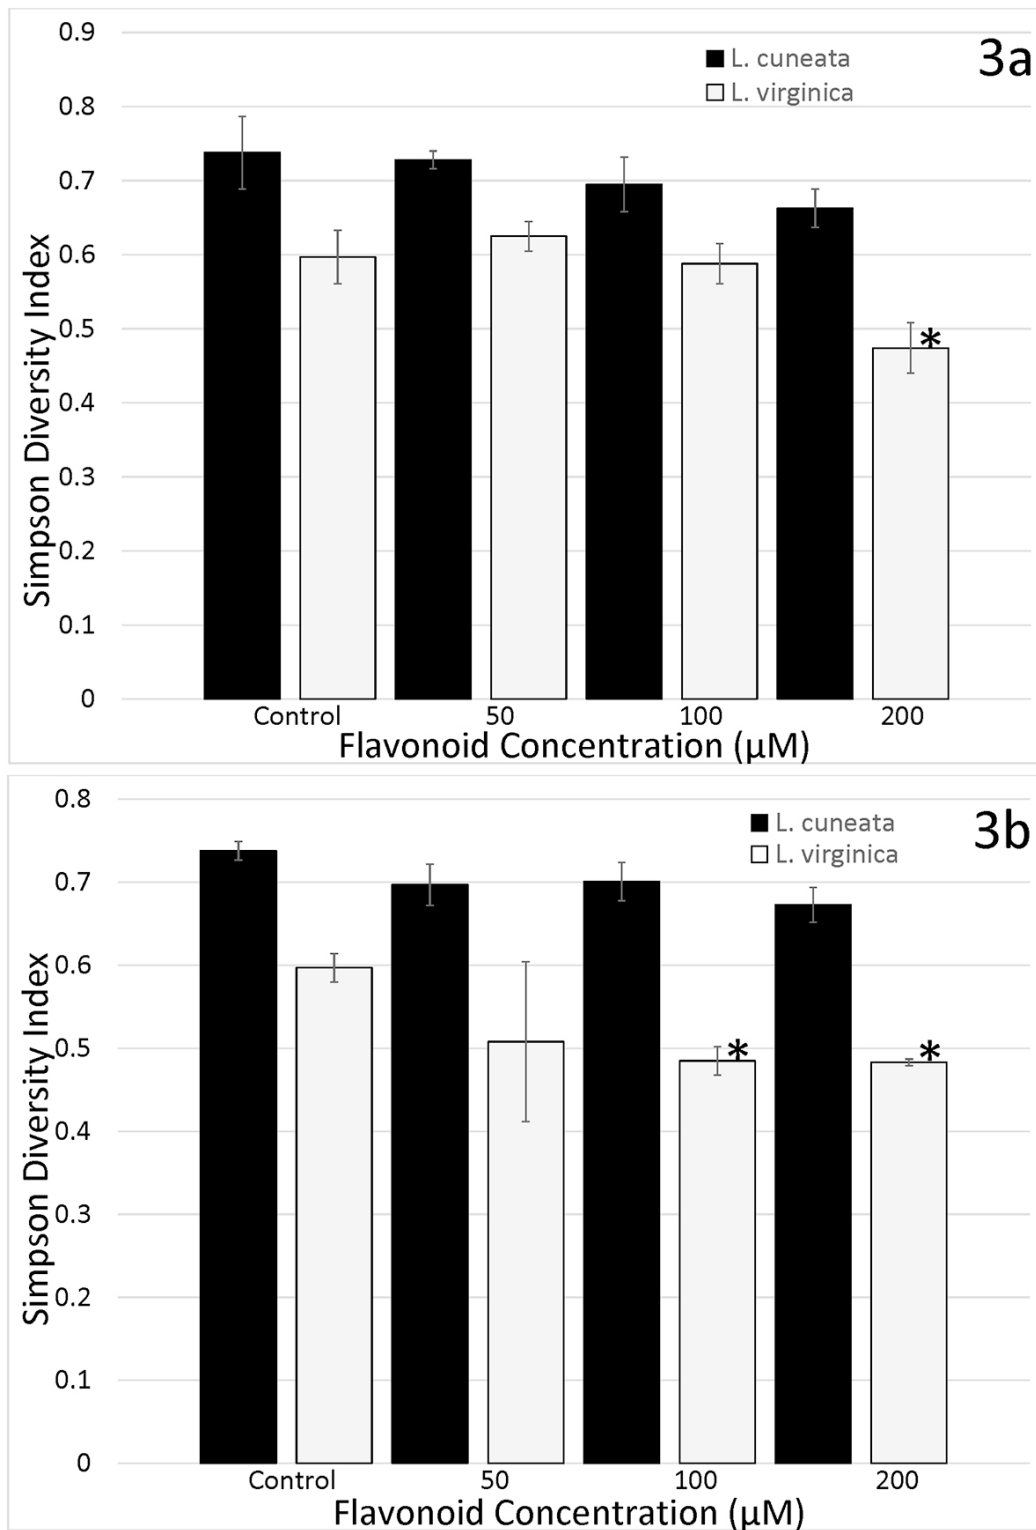 3a
L. cuneata
L. virginica
Simpson Diversity Index
0.9
0.8
0.7
0.6
0.5
0.4
0.3
0.2
0.1
0
*
Control 50 100 200
Flavonoid Concentration (μM)
3b
L. cuneata
L. virginica
Simpson Diversity Index
0.8
0.7
0.6
0.5
0.4
0.3
0.2
0.1
0
* *
Control 50 100 200
Flavonoid Concentration (μM)